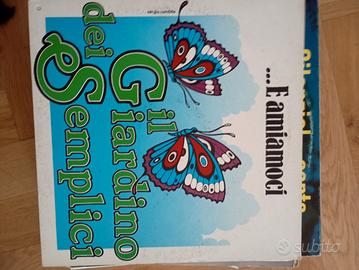 il
Giardino
dei
Semplici
...E amiamoci
subito